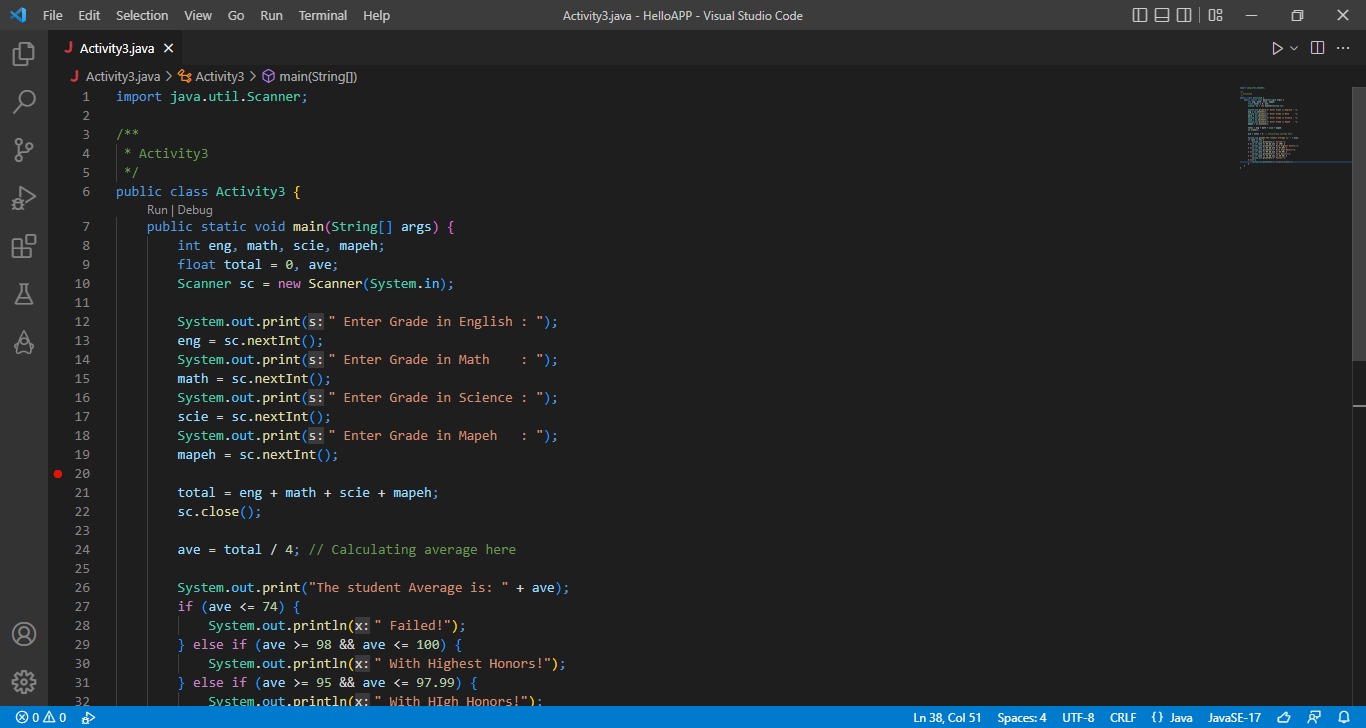 File Edit Selection View Go Run Terminal Help Activity3.java - HelloAPP - Visual Studio Code
Activity3.java
Activity3.java > Activity3 > main(String[])
1 import java.util.Scanner;
2
3 /**
4 * Activity3
5 */
6 public class Activity3 {
Run | Debug
7 public static void main(String[] args) {
8 int eng, math, scie, mapeh;
9 float total = 0, ave;
10 Scanner sc = new Scanner(System.in);
11
12 System.out.print(s: " Enter Grade in English : ");
13 eng = sc.nextInt();
14 System.out.print(s: " Enter Grade in Math    : ");
15 math = sc.nextInt();
16 System.out.print(s: " Enter Grade in Science : ");
17 scie = sc.nextInt();
18 System.out.print(s: " Enter Grade in Mapeh   : ");
19 mapeh = sc.nextInt();
20
21 total = eng + math + scie + mapeh;
22 sc.close();
23
24 ave = total / 4; // Calculating average here
25
26 System.out.print("The student Average is: " + ave);
27 if (ave <= 74) {
28 System.out.println(x: " Failed!");
29 } else if (ave >= 98 && ave <= 100) {
30 System.out.println(x: " With Highest Honors!");
31 } else if (ave >= 95 && ave <= 97.99) {
32 System.out.println(x: " With HIgh Honors!");
0 0 Ln 38, Col 51 Spaces: 4 UTF-8 CRLF {} Java JavaSE-17